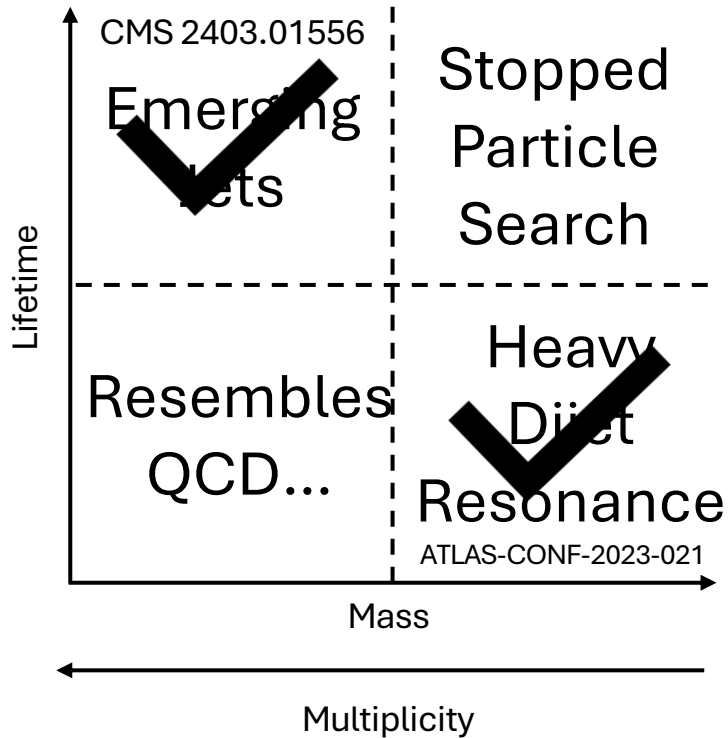 CMS 2403.01556
Emerging
Jets
Stopped
Particle
Search
Lifetime
Resembles
QCD...
Heavy
Dijet
Resonance
ATLAS-CONF-2023-021
Mass
Multiplicity